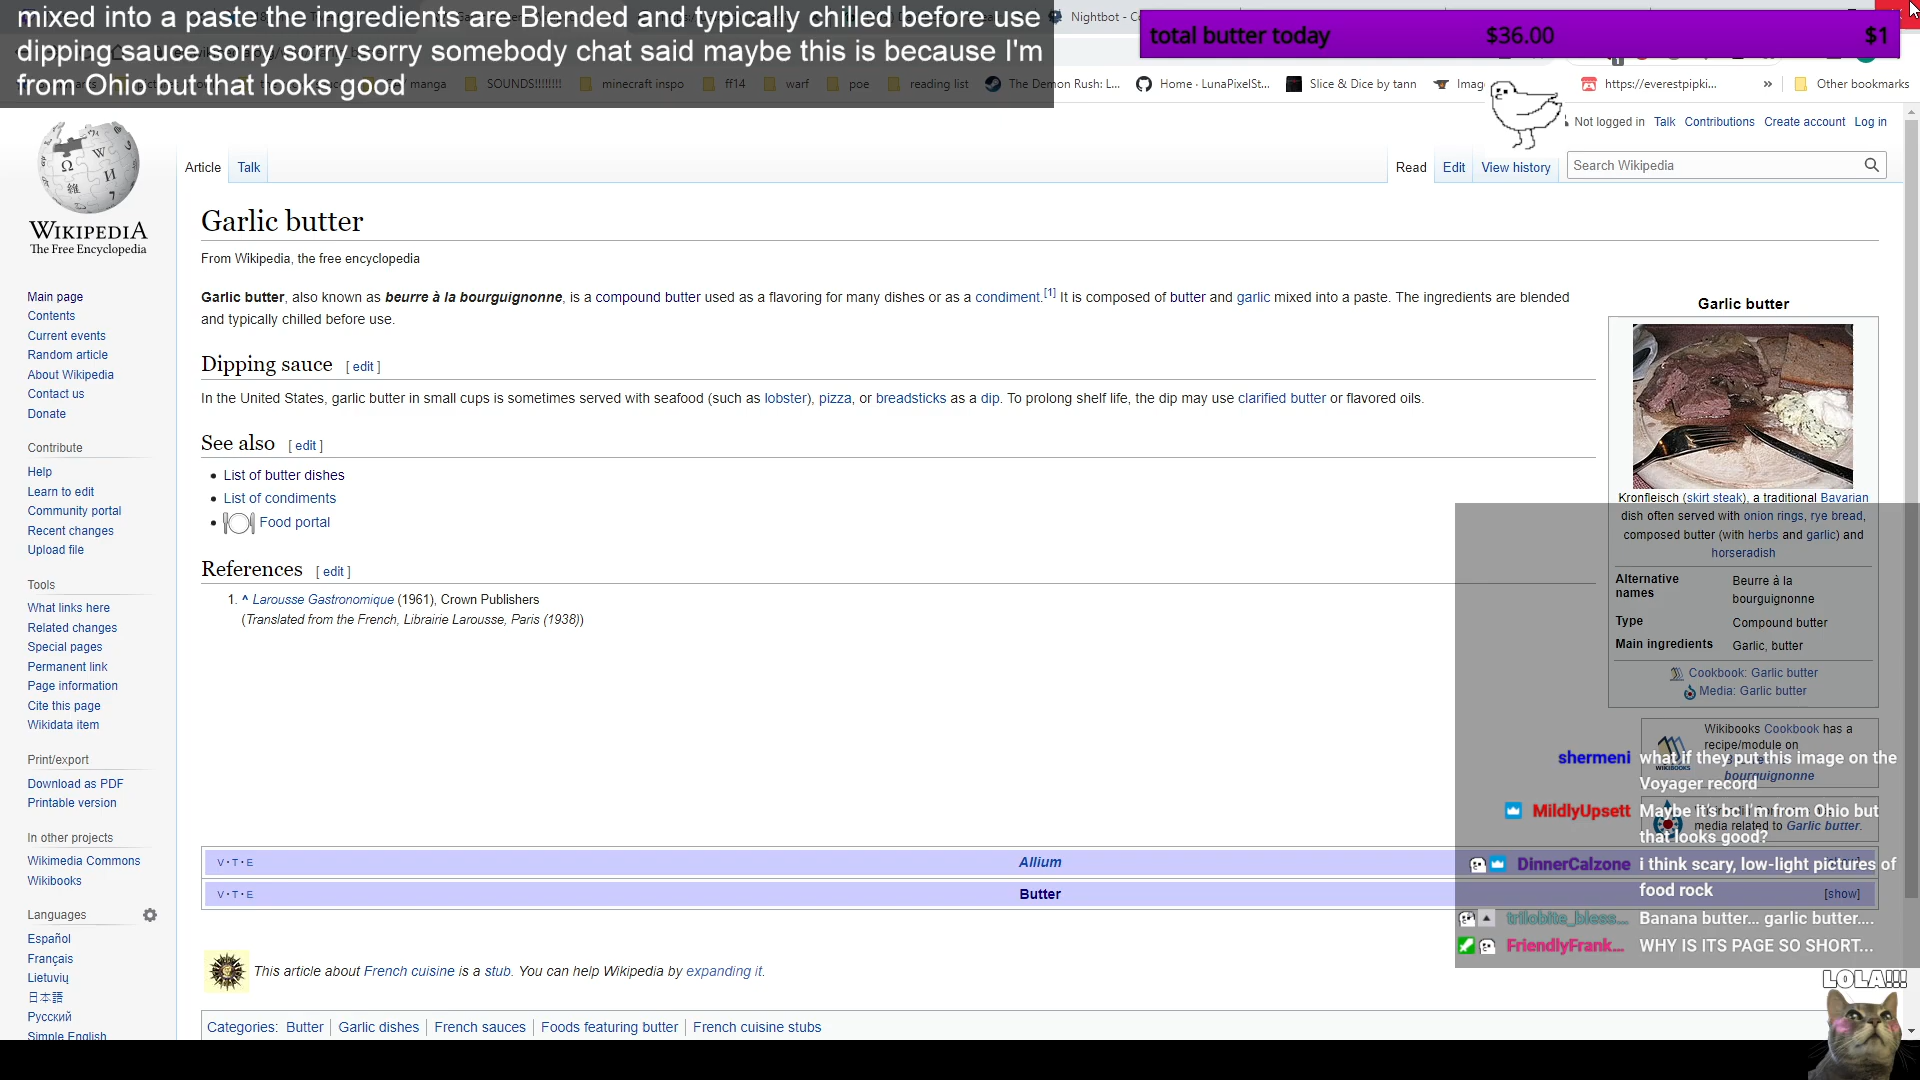 mixed into a paste the ingredients are Blended and typically chilled before use
dipping sauce sorry sorry sorry somebody chat said maybe this is because I'm
from Ohio but that looks good
Nightbot - C
total butter today $36.00 $1
manga
SOUNDS!!!!!!!!
minecraft inspo
ff14
warf
poe
reading list
The Demon Rush: L...
Home · LunaPixelSt...
Slice & Dice by tann
Imag
https://everestpipki...
»
Other bookmarks
Not logged in Talk Contributions Create account Log in
Article Talk
Read Edit View history
Search Wikipedia
WIKIPEDIA
The Free Encyclopedia
Main page
Contents
Current events
Random article
About Wikipedia
Contact us
Donate
Contribute
Help
Learn to edit
Community portal
Recent changes
Upload file
Tools
What links here
Related changes
Special pages
Permanent link
Page information
Cite this page
Wikidata item
Print/export
Download as PDF
Printable version
In other projects
Wikimedia Commons
Wikibooks
Languages
Español
Français
Lietuvių
日本語
Русский
Simple English
Garlic butter
From Wikipedia, the free encyclopedia
Garlic butter, also known as beurre à la bourguignonne, is a compound butter used as a flavoring for many dishes or as a condiment.[1] It is composed of butter and garlic mixed into a paste. The ingredients are blended
and typically chilled before use.
Dipping sauce [ edit ]
In the United States, garlic butter in small cups is sometimes served with seafood (such as lobster), pizza, or breadsticks as a dip. To prolong shelf life, the dip may use clarified butter or flavored oils.
See also [ edit ]
• List of butter dishes
• List of condiments
• Food portal
References [ edit ]
1. ^ Larousse Gastronomique (1961), Crown Publishers
(Translated from the French, Librairie Larousse, Paris (1938))
Garlic butter
Kronfleisch (skirt steak), a traditional Bavarian
dish often served with onion rings, rye bread,
composed butter (with herbs and garlic) and
horseradish
Alternative names Beurre à la
bourguignonne
Type Compound butter
Main ingredients Garlic, butter
Cookbook: Garlic butter
Media: Garlic butter
Wikibooks Cookbook has a
recipe/module on
bourguignonne
media related to Garlic butter.
shermeni what if they put this image on the
Voyager record
MildlyUpsett Maybe it's bc I'm from Ohio but
that looks good?
DinnerCalzone i think scary, low-light pictures of
food rock
trilobite_bless... Banana butter... garlic butter....
FriendlyFrank... WHY IS ITS PAGE SO SHORT...
V·T·E Allium
V·T·E Butter [show]
This article about French cuisine is a stub. You can help Wikipedia by expanding it.
Categories: Butter | Garlic dishes | French sauces | Foods featuring butter | French cuisine stubs
LOLA!!!